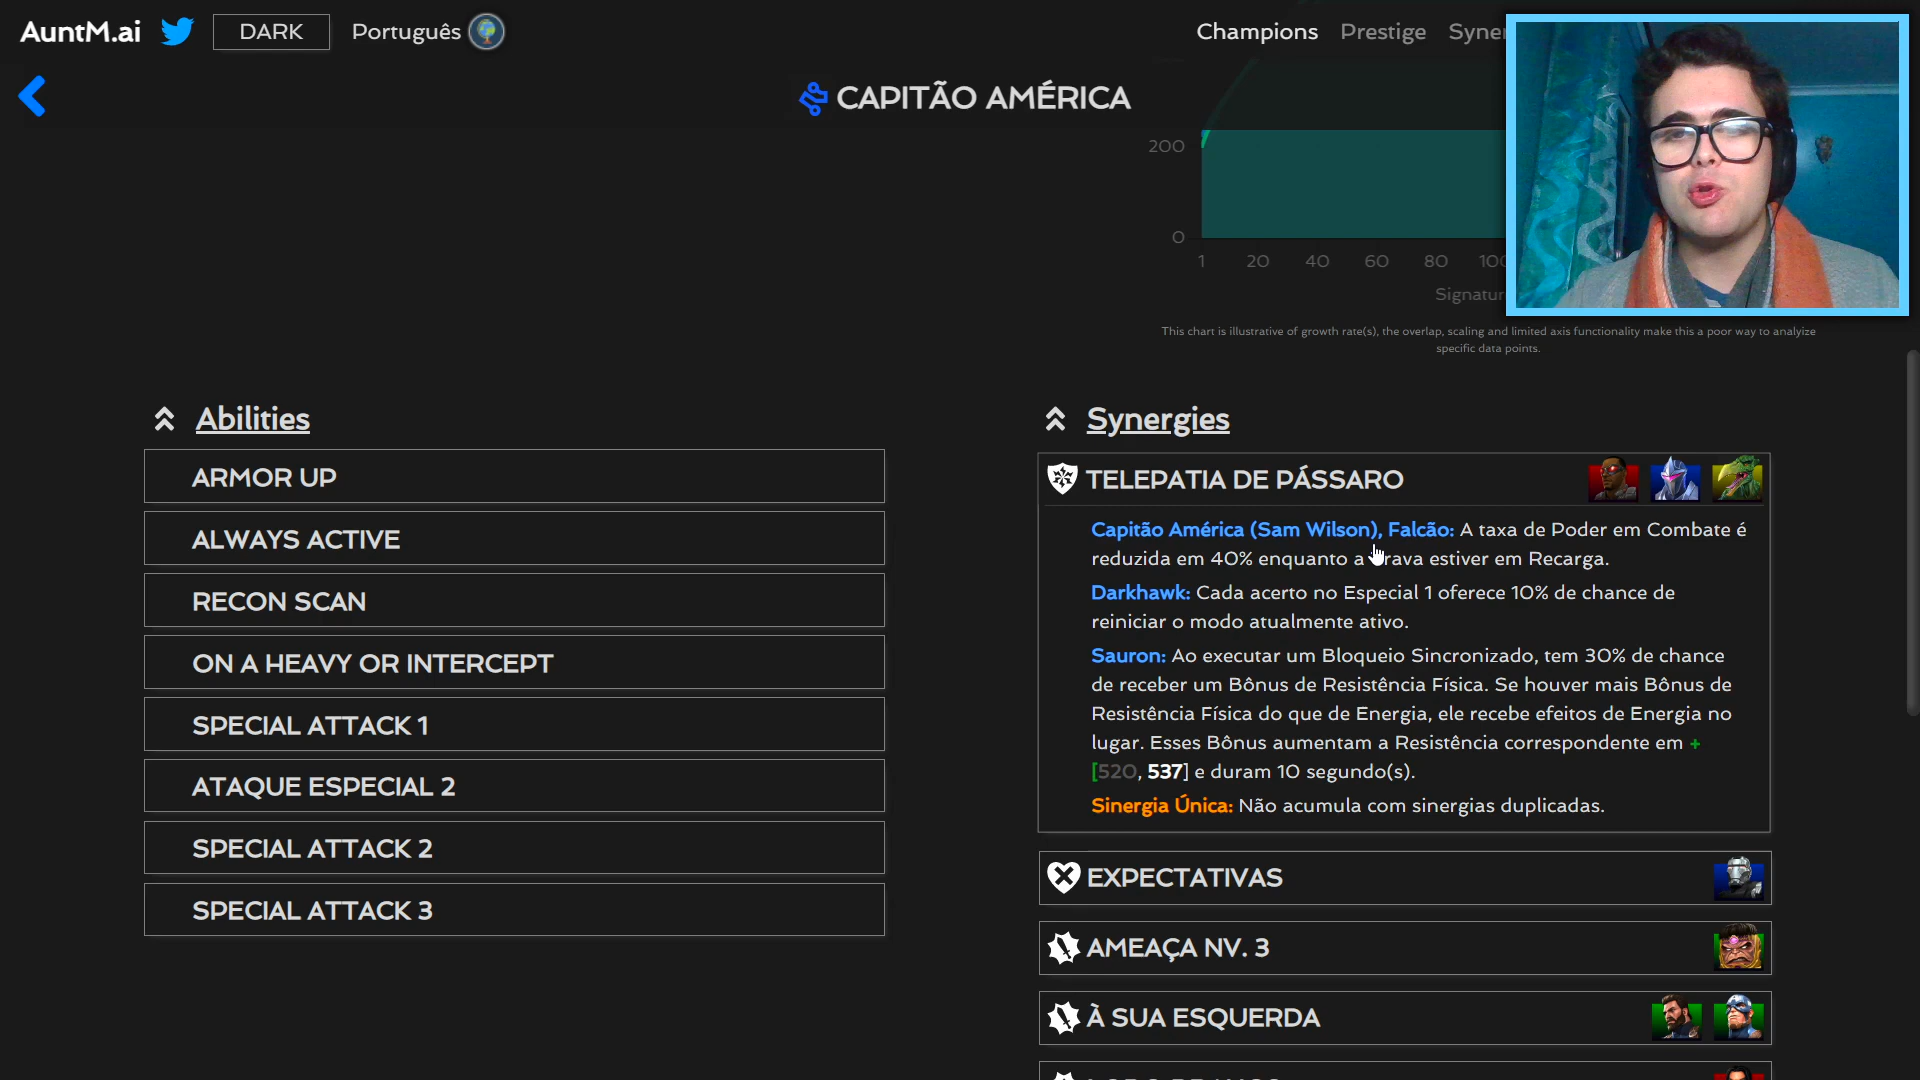 AuntM.ai DARK Português Champions Prestige
CAPITÃO AMÉRICA
200
0
1 20 40 60 80
Signatur
This chart is illustrative of growth rate(s), the overlap, scaling and limited axis functionality make this a poor way to analyize
specific data points.
Abilities
ARMOR UP
ALWAYS ACTIVE
RECON SCAN
ON A HEAVY OR INTERCEPT
SPECIAL ATTACK 1
ATAQUE ESPECIAL 2
SPECIAL ATTACK 2
SPECIAL ATTACK 3
Synergies
TELEPATIA DE PÁSSARO
Capitão América (Sam Wilson), Falcão: A taxa de Poder em Combate é
reduzida em 40% enquanto a rava estiver em Recarga.
Darkhawk: Cada acerto no Especial 1 oferece 10% de chance de
reiniciar o modo atualmente ativo.
Sauron: Ao executar um Bloqueio Sincronizado, tem 30% de chance
de receber um Bônus de Resistência Física. Se houver mais Bônus de
Resistência Física do que de Energia, ele recebe efeitos de Energia no
lugar. Esses Bônus aumentam a Resistência correspondente em +
[520, 537] e duram 10 segundo(s).
Sinergia Única: Não acumula com sinergias duplicadas.
EXPECTATIVAS
AMEAÇA NV. 3
À SUA ESQUERDA